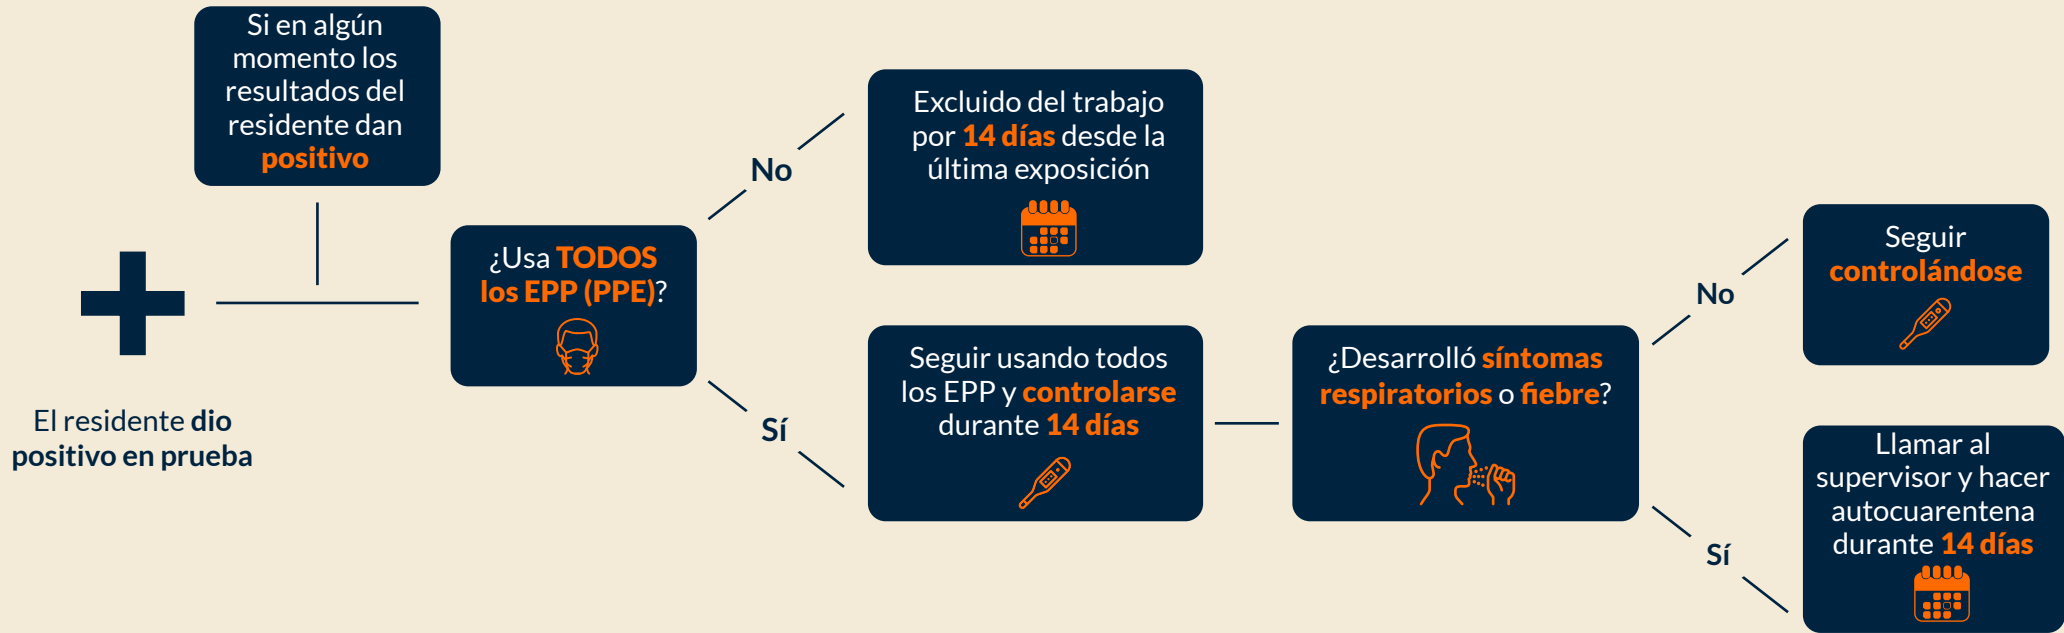 Si en algún
momento los
resultados del
residente dan
positivo
El residente dio
positivo en prueba
¿Usa TODOS
los EPP (PPE)?
No
Excluido del trabajo
por 14 días desde la
última exposición
Sí
Seguir usando todos
los EPP y controlarse
durante 14 días
¿Desarrolló síntomas
respiratorios o fiebre?
No
Seguir
controlándose
Sí
Llamar al
supervisor y hacer
autocuarentena
durante 14 días